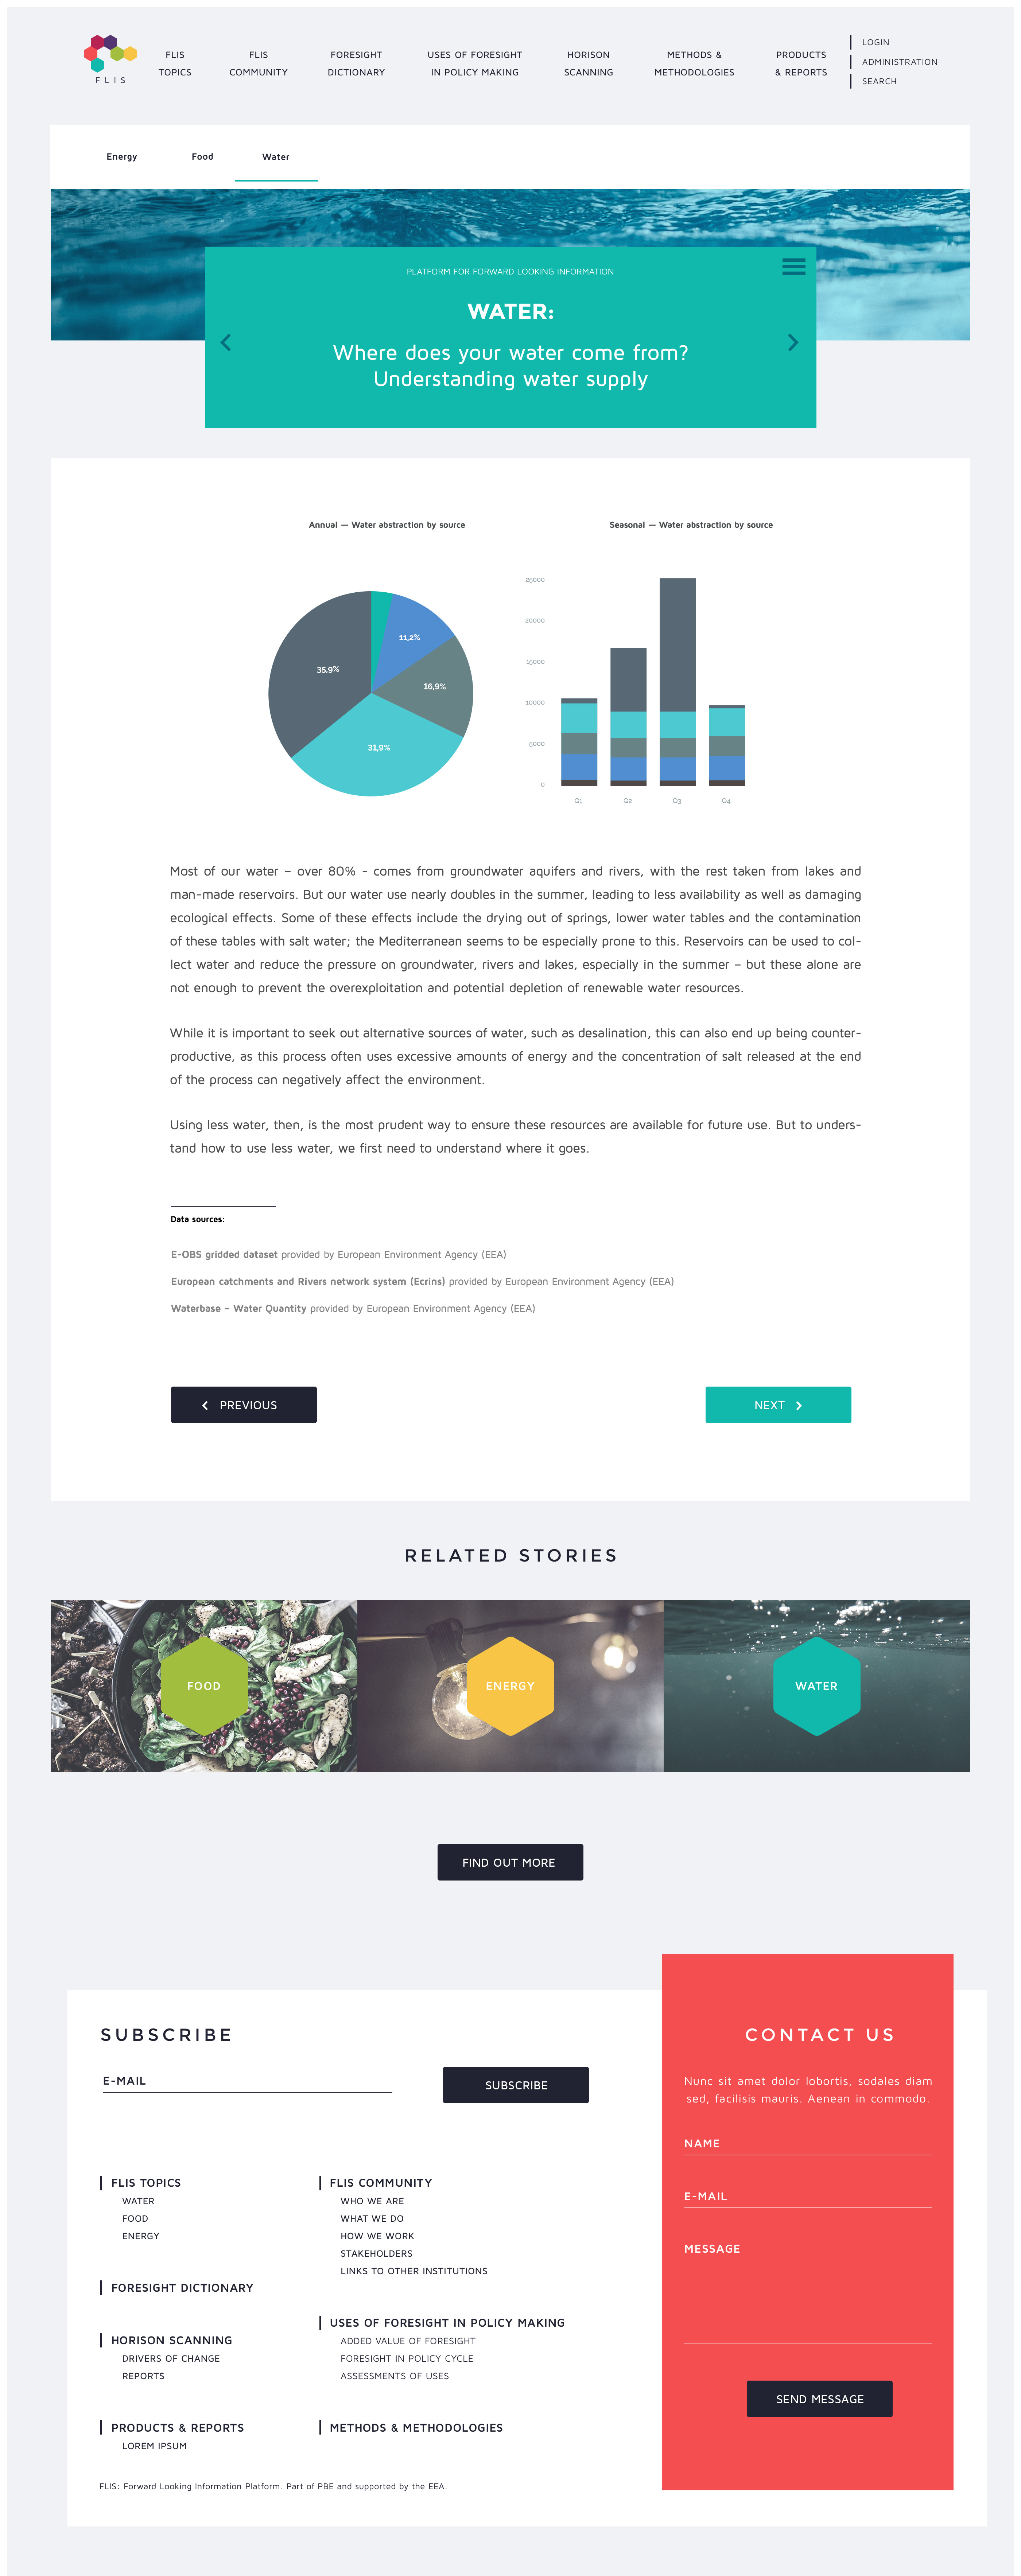 FLIS
FLIS
TOPICS
FLIS
COMMUNITY
FORESIGHT
DICTIONARY
USES OF FORESIGHT
IN POLICY MAKING
HORISON
SCANNING
METHODS &
METHODOLOGIES
PRODUCTS
& REPORTS
LOGIN
ADMINISTRATION
SEARCH
Energy
Food
Water
PLATFORM FOR FORWARD LOOKING INFORMATION
WATER:
Where does your water come from?
Understanding water supply
Annual — Water abstraction by source
11,2%
35,9%
16,9%
31,9%
Seasonal — Water abstraction by source
25000
20000
15000
10000
5000
0
Q1
Q2
Q3
Q4
Most of our water – over 80% - comes from groundwater aquifers and rivers, with the rest taken from lakes and
man-made reservoirs. But our water use nearly doubles in the summer, leading to less availability as well as damaging
ecological effects. Some of these effects include the drying out of springs, lower water tables and the contamination
of these tables with salt water; the Mediterranean seems to be especially prone to this. Reservoirs can be used to col-
lect water and reduce the pressure on groundwater, rivers and lakes, especially in the summer – but these alone are
not enough to prevent the overexploitation and potential depletion of renewable water resources.
While it is important to seek out alternative sources of water, such as desalination, this can also end up being counter-
productive, as this process often uses excessive amounts of energy and the concentration of salt released at the end
of the process can negatively affect the environment.
Using less water, then, is the most prudent way to ensure these resources are available for future use. But to unders-
tand how to use less water, we first need to understand where it goes.
Data sources:
E-OBS gridded dataset provided by European Environment Agency (EEA)
European catchments and Rivers network system (Ecrins) provided by European Environment Agency (EEA)
Waterbase – Water Quantity provided by European Environment Agency (EEA)
PREVIOUS
NEXT
RELATED STORIES
FOOD
ENERGY
WATER
FIND OUT MORE
SUBSCRIBE
E-MAIL
SUBSCRIBE
FLIS TOPICS
WATER
FOOD
ENERGY
FORESIGHT DICTIONARY
HORISON SCANNING
DRIVERS OF CHANGE
REPORTS
PRODUCTS & REPORTS
LOREM IPSUM
FLIS COMMUNITY
WHO WE ARE
WHAT WE DO
HOW WE WORK
STAKEHOLDERS
LINKS TO OTHER INSTITUTIONS
USES OF FORESIGHT IN POLICY MAKING
ADDED VALUE OF FORESIGHT
FORESIGHT IN POLICY CYCLE
ASSESSMENTS OF USES
METHODS & METHODOLOGIES
FLIS: Forward Looking Information Platform. Part of PBE and supported by the EEA.
CONTACT US
Nunc sit amet dolor lobortis, sodales diam
sed, facilisis mauris. Aenean in commodo.
NAME
E-MAIL
MESSAGE
SEND MESSAGE